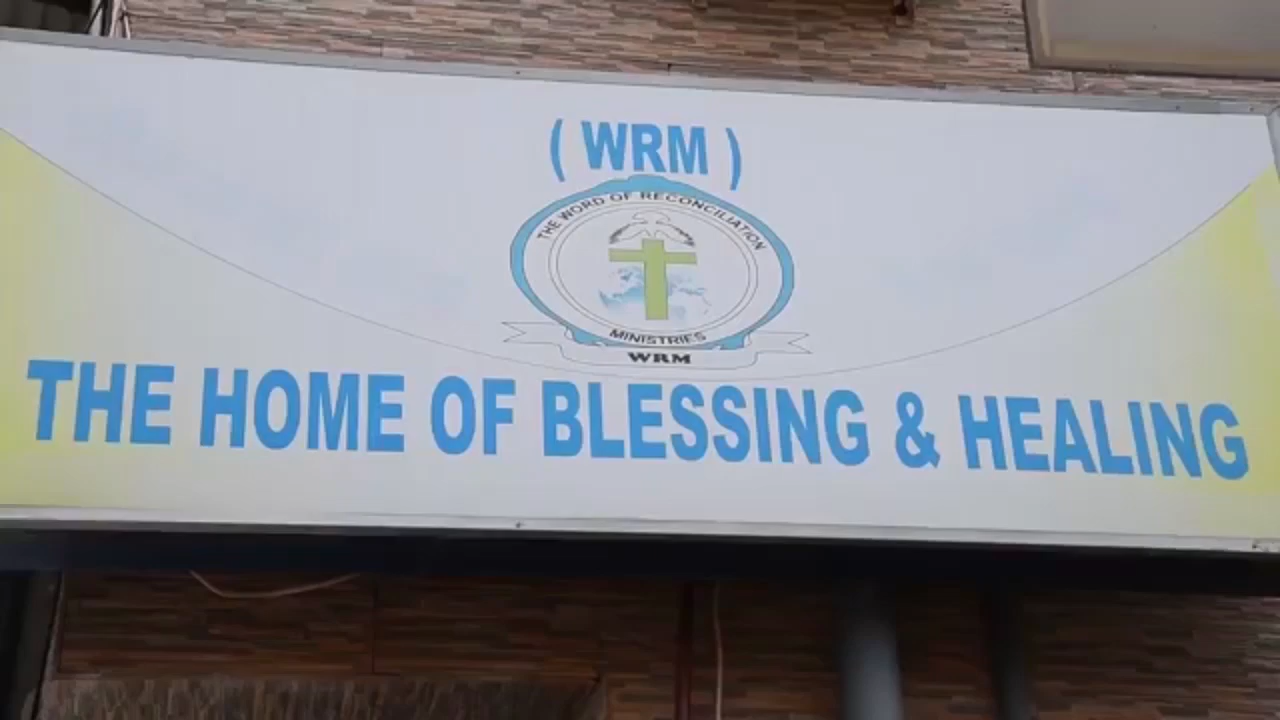 ( WRM )
THE WORD OF RECONCILIATION
MINISTRIES
WRM
THE HOME OF BLESSING & HEALING